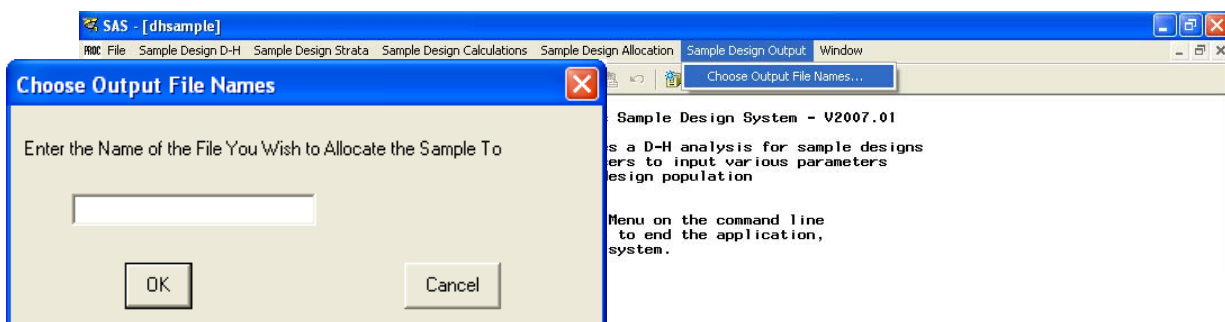 SAS - [dhsample]
PROC File Sample Design D-H Sample Design Strata Sample Design Calculations Sample Design Allocation Sample Design Output Window
Choose Output File Names...
Choose Output File Names
Enter the Name of the File You Wish to Allocate the Sample To
OK
Cancel
Sample Design System - V2007.01
a D-H analysis for sample designs
to input various parameters
design population
Menu on the command line
to end the application,
system.